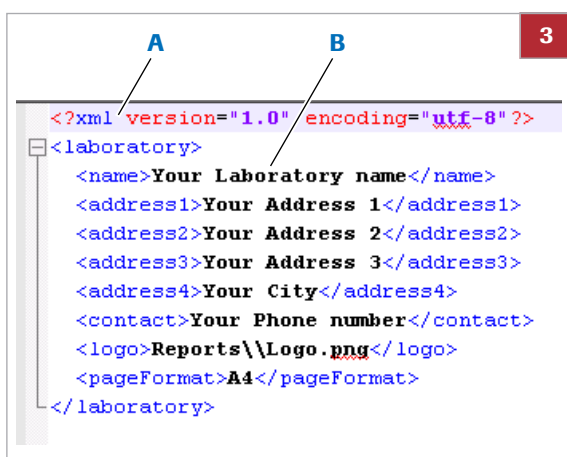 A B 3
<?xml version="1.0" encoding="utf-8"?>
<laboratory>
<name>Your Laboratory name</name>
<address1>Your Address 1</address1>
<address2>Your Address 2</address2>
<address3>Your Address 3</address3>
<address4>Your City</address4>
<contact>Your Phone number</contact>
<logo>Reports\\Logo.png</logo>
<pageFormat>A4</pageFormat>
</laboratory>